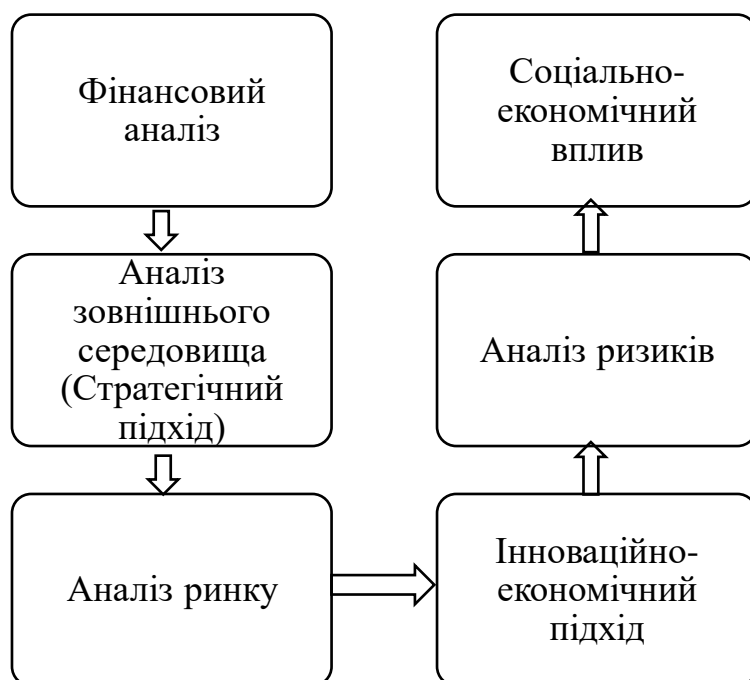 Фінансовий
аналіз
Аналіз
зовнішнього
середовища
(Стратегічний
підхід)
Аналіз ринку
Інноваційно-
економічний
підхід
Аналіз ризиків
Соціально-
економічний
вплив